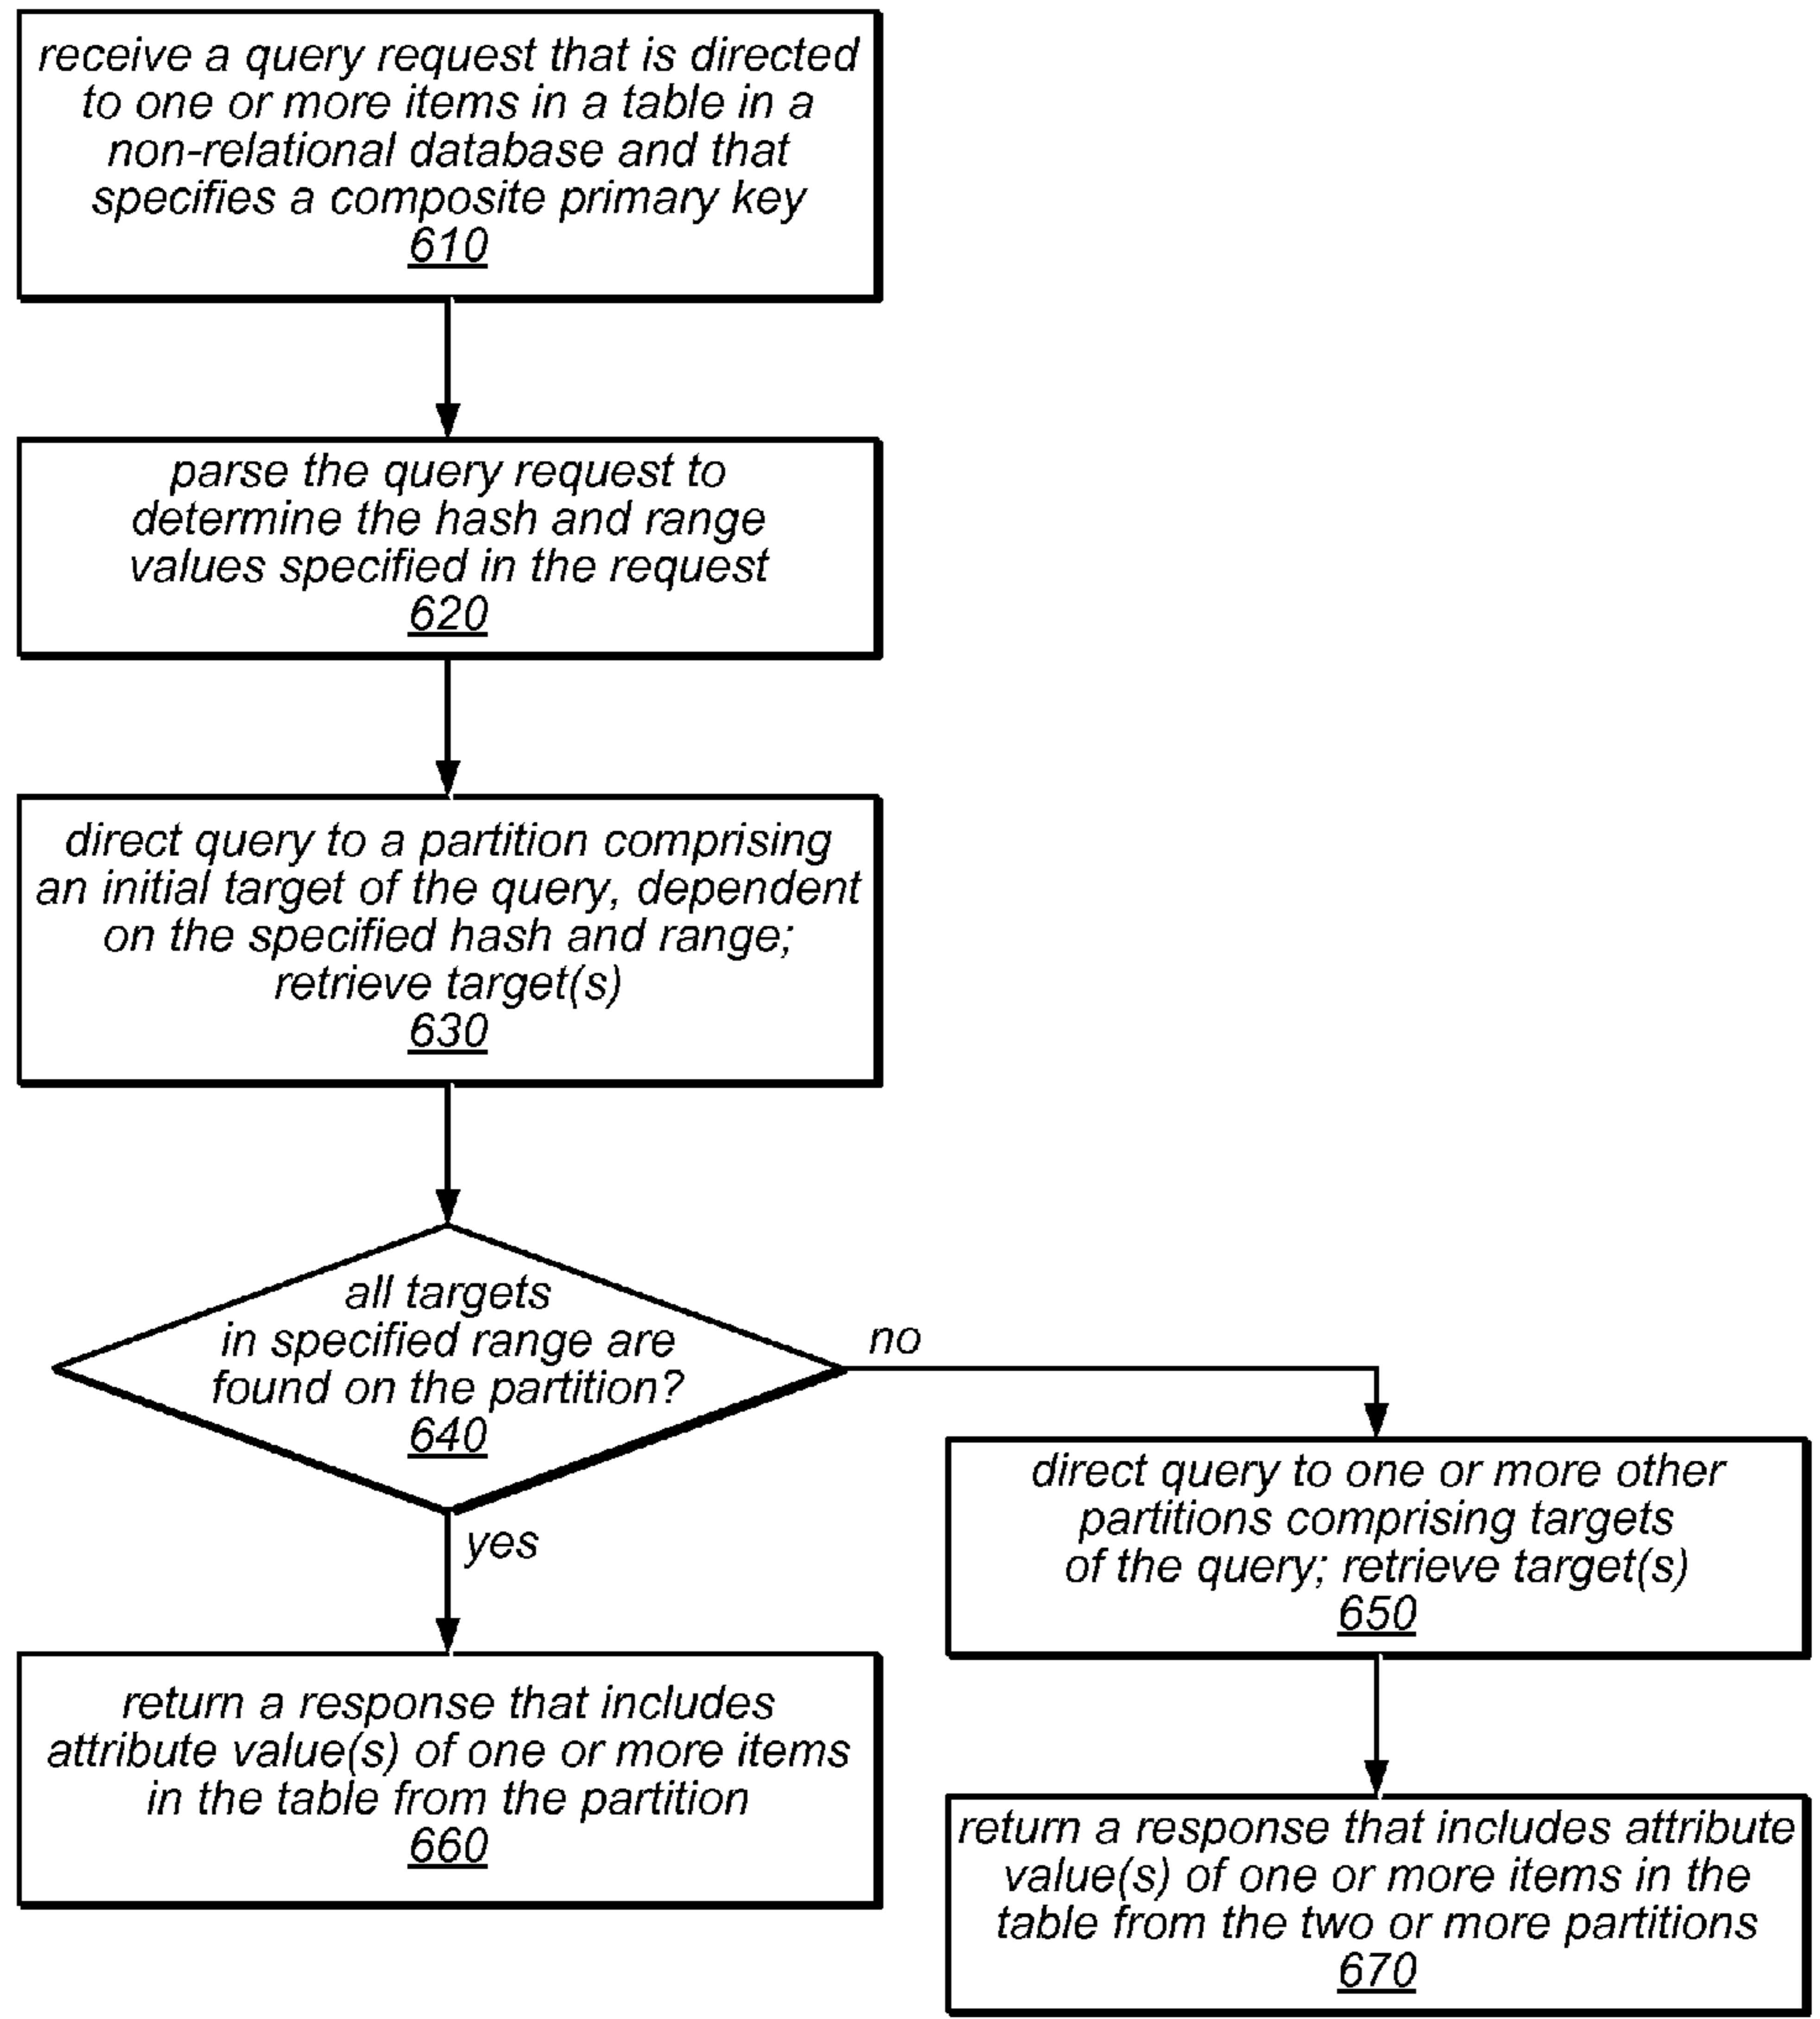 receive a query request that is directed
to one or more items in a table in a
non-relational database and that
specifies a composite primary key
610
parse the query request to
determine the hash and range
values specified in the request
620
direct query to a partition comprising
an initial target of the query, dependent
on the specified hash and range;
retrieve target(s)
630
all targets
in specified range are
found on the partition?
640
no
yes
direct query to one or more other
partitions comprising targets
of the query; retrieve target(s)
650
return a response that includes
attribute value(s) of one or more items
in the table from the partition
660
return a response that includes attribute
value(s) of one or more items in the
table from the two or more partitions
670